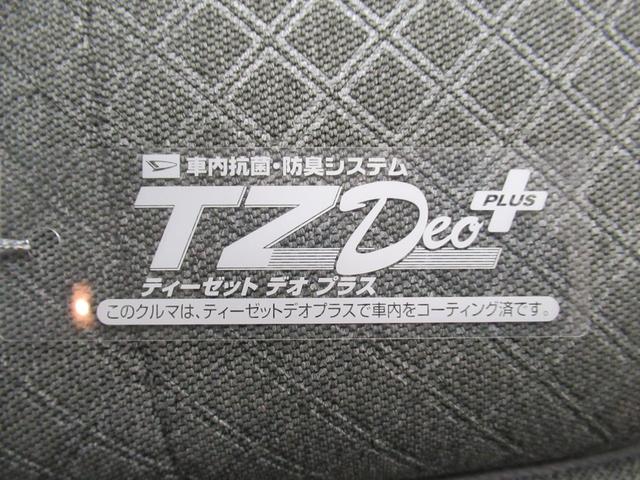 車内抗菌・防臭システム
TZ Deo PLUS
ティーゼット デオ プラス
このクルマは、ティーゼットデオプラスで車内をコーティング済です。